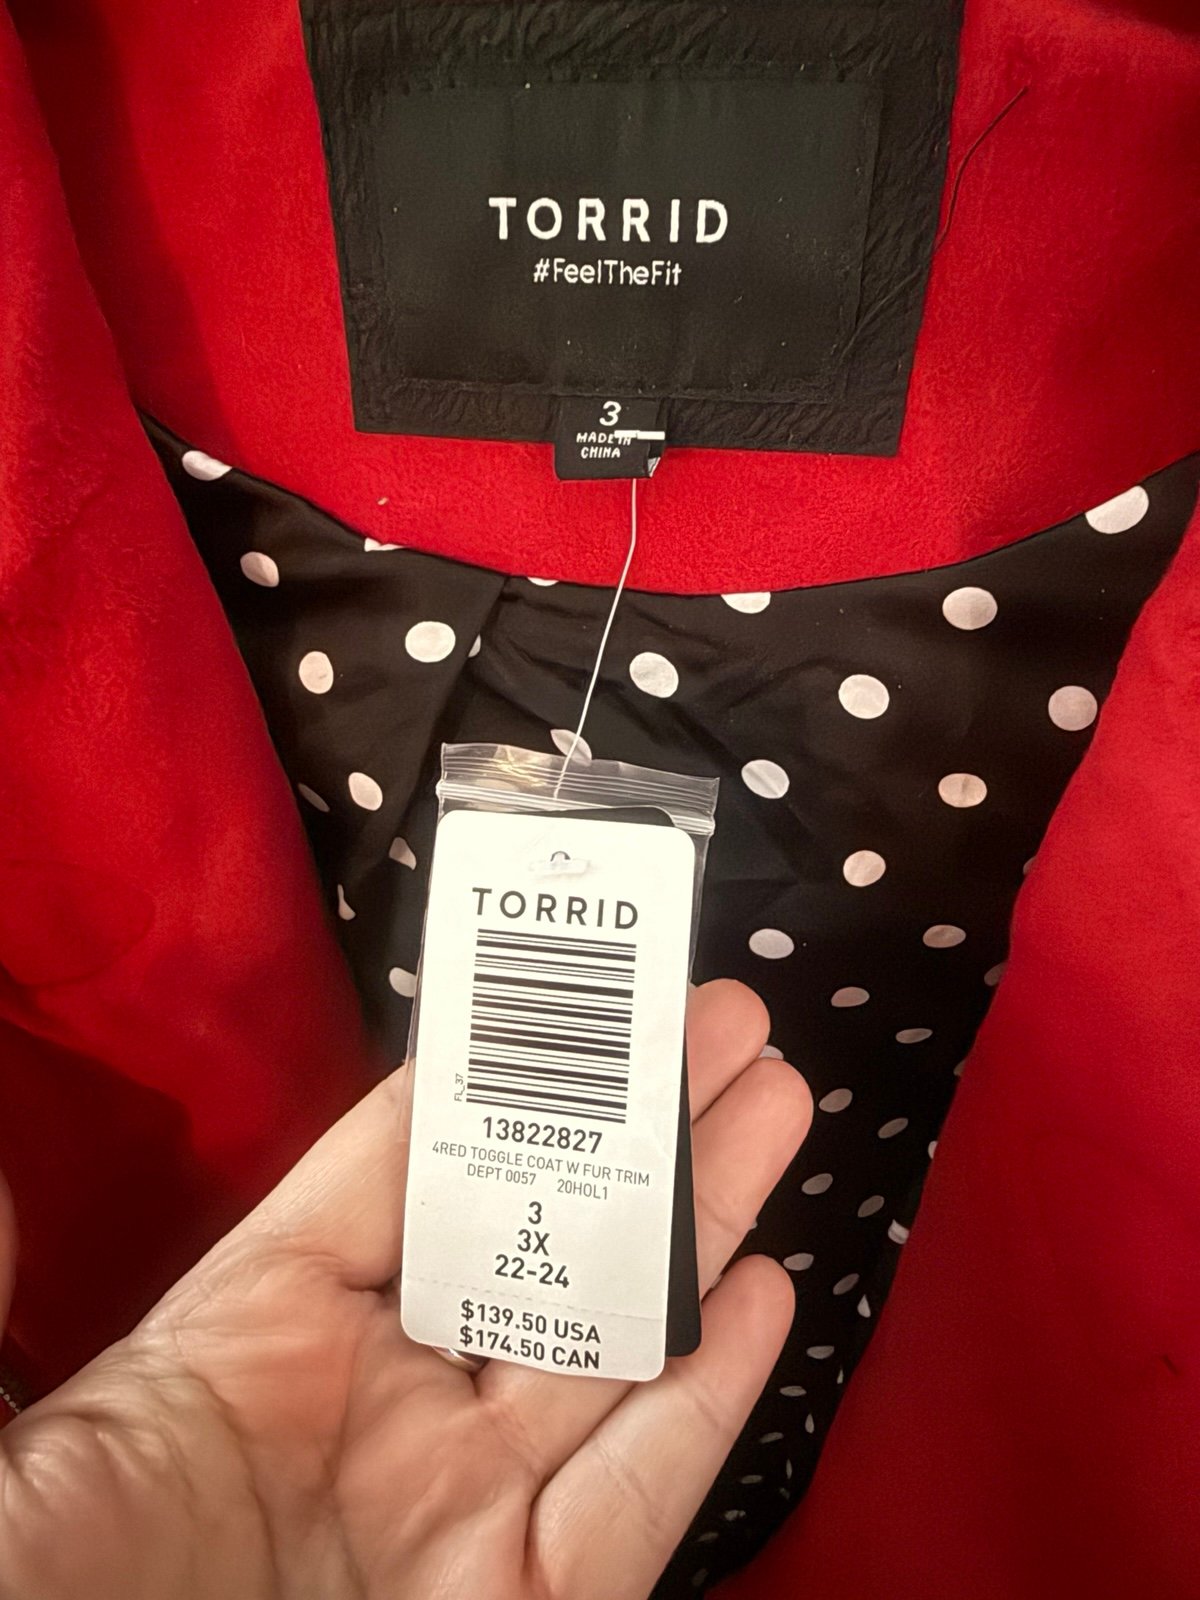 TORRID
#FeelTheFit
3
MADE IN
CHINA
TORRID
FL_37
13822827
4RED TOGGLE COAT W FUR TRIM
DEPT 0057 20HOL1
3
3X
22-24
$139.50 USA
$174.50 CAN